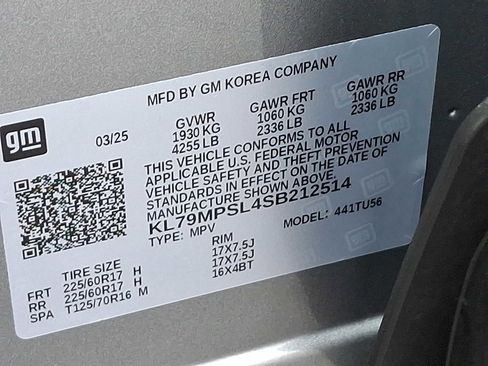 MFD BY GM KOREA COMPANY
gm
03/25
GVWR
1930 KG
4255 LB
GAWR FRT
1060 KG
2336 LB
GAWR RR
1060 KG
2336 LB
THIS VEHICLE CONFORMS TO ALL
APPLICABLE U.S. FEDERAL MOTOR
VEHICLE SAFETY AND THEFT PREVENTION
STANDARDS IN EFFECT ON THE DATE OF
MANUFACTURE SHOWN ABOVE.
KL79MPSL4SB212514
TYPE: MPV
MODEL: 441TU56
TIRE SIZE
RIM
FRT 225/60R17 H 17X7.5J
RR 225/60R17 H 17X7.5J
SPA T125/70R16 M 16X4BT